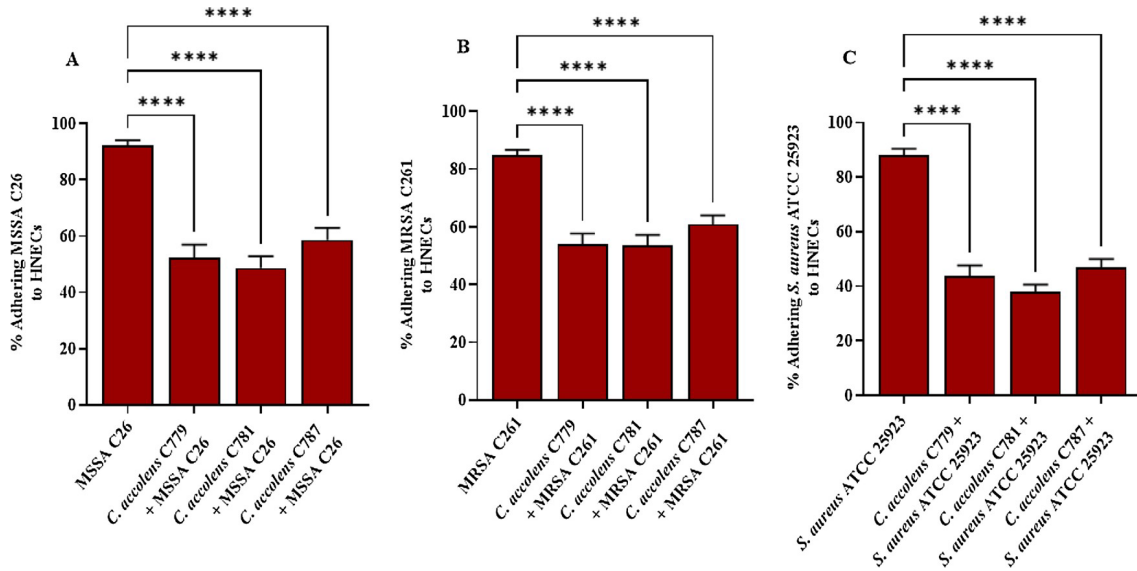 A
****
****
****
% Adhering MSSA C26
to HNECs
100
80
60
40
20
0
MSSA C26
C. accolens C779
+ MSSA C26
C. accolens C781
+ MSSA C26
C. accolens C787
+ MSSA C26
B
****
****
****
% Adhering MRSA C261
to HNECs
100
80
60
40
20
0
MRSA C261
C. accolens C779
+ MRSA C261
C. accolens C781
+ MRSA C261
C. accolens C787
+ MRSA C261
C
****
****
****
% Adhering S. aureus ATCC 25923
to HNECs
100
80
60
40
20
0
S. aureus ATCC 25923
C. accolens C779 +
S. aureus ATCC 25923
C. accolens C781 +
S. aureus ATCC 25923
C. accolens C787 +
S. aureus ATCC 25923